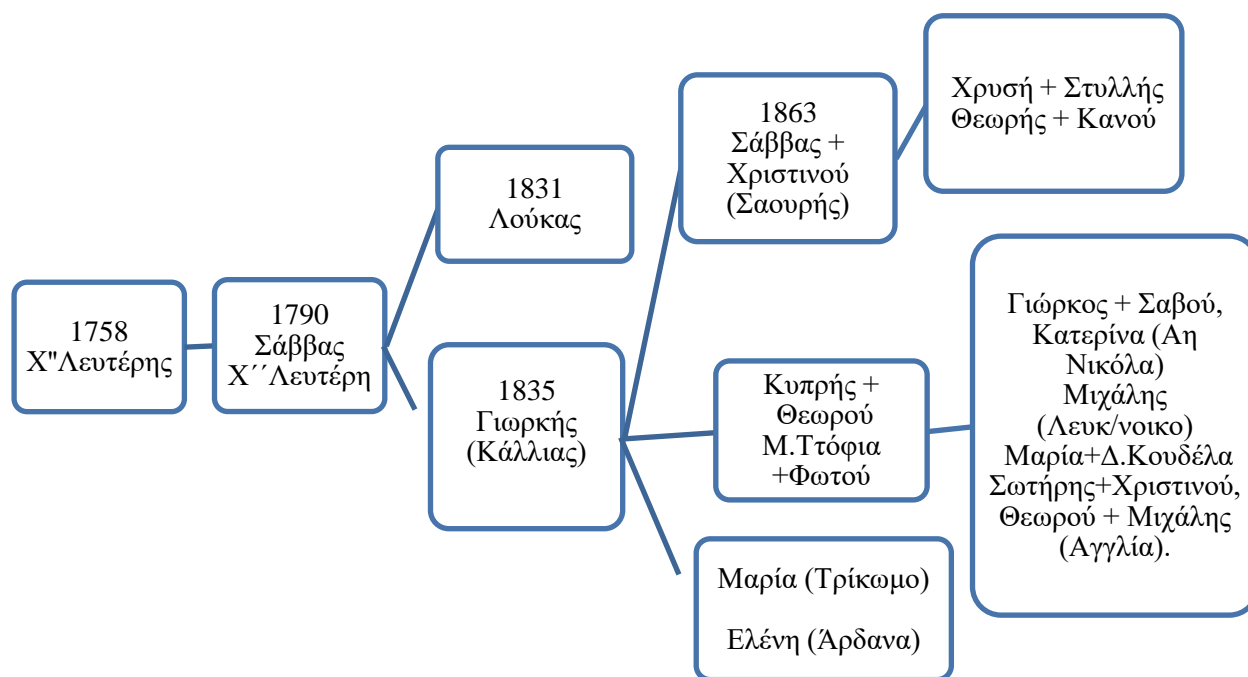 1758
Χ"Λευτέρης
1790
Σάββας
Χ΄΄Λευτέρη
1831
Λούκας
1835
Γιωρκής
(Κάλλιας)
1863
Σάββας +
Χριστινού
(Σαουρής)
Χρυσή + Στυλλής
Θεωρής + Κανού
Κυπρής +
Θεωρού
Μ.Ττόφια
+Φωτού
Γιώρκος + Σαβού,
Κατερίνα (Αη
Νικόλα)
Μιχάλης
(Λευκ/νοικο)
Μαρία+Δ.Κουδέλα
Σωτήρης+Χριστινού,
Θεωρού + Μιχάλης
(Αγγλία).
Μαρία (Τρίκωμο)
Ελένη (Άρδανα)